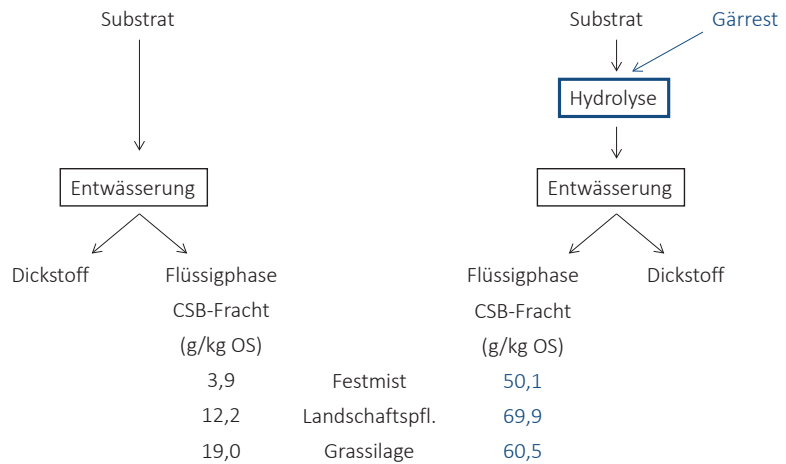 Substrat
Substrat Gärrest
Hydrolyse
Entwässerung Entwässerung
Dickstoff Flüssigphase Flüssigphase Dickstoff
CSB-Fracht CSB-Fracht
(g/kg OS) (g/kg OS)
3,9 Festmist 50,1
12,2 Landschaftspfl. 69,9
19,0 Grassilage 60,5